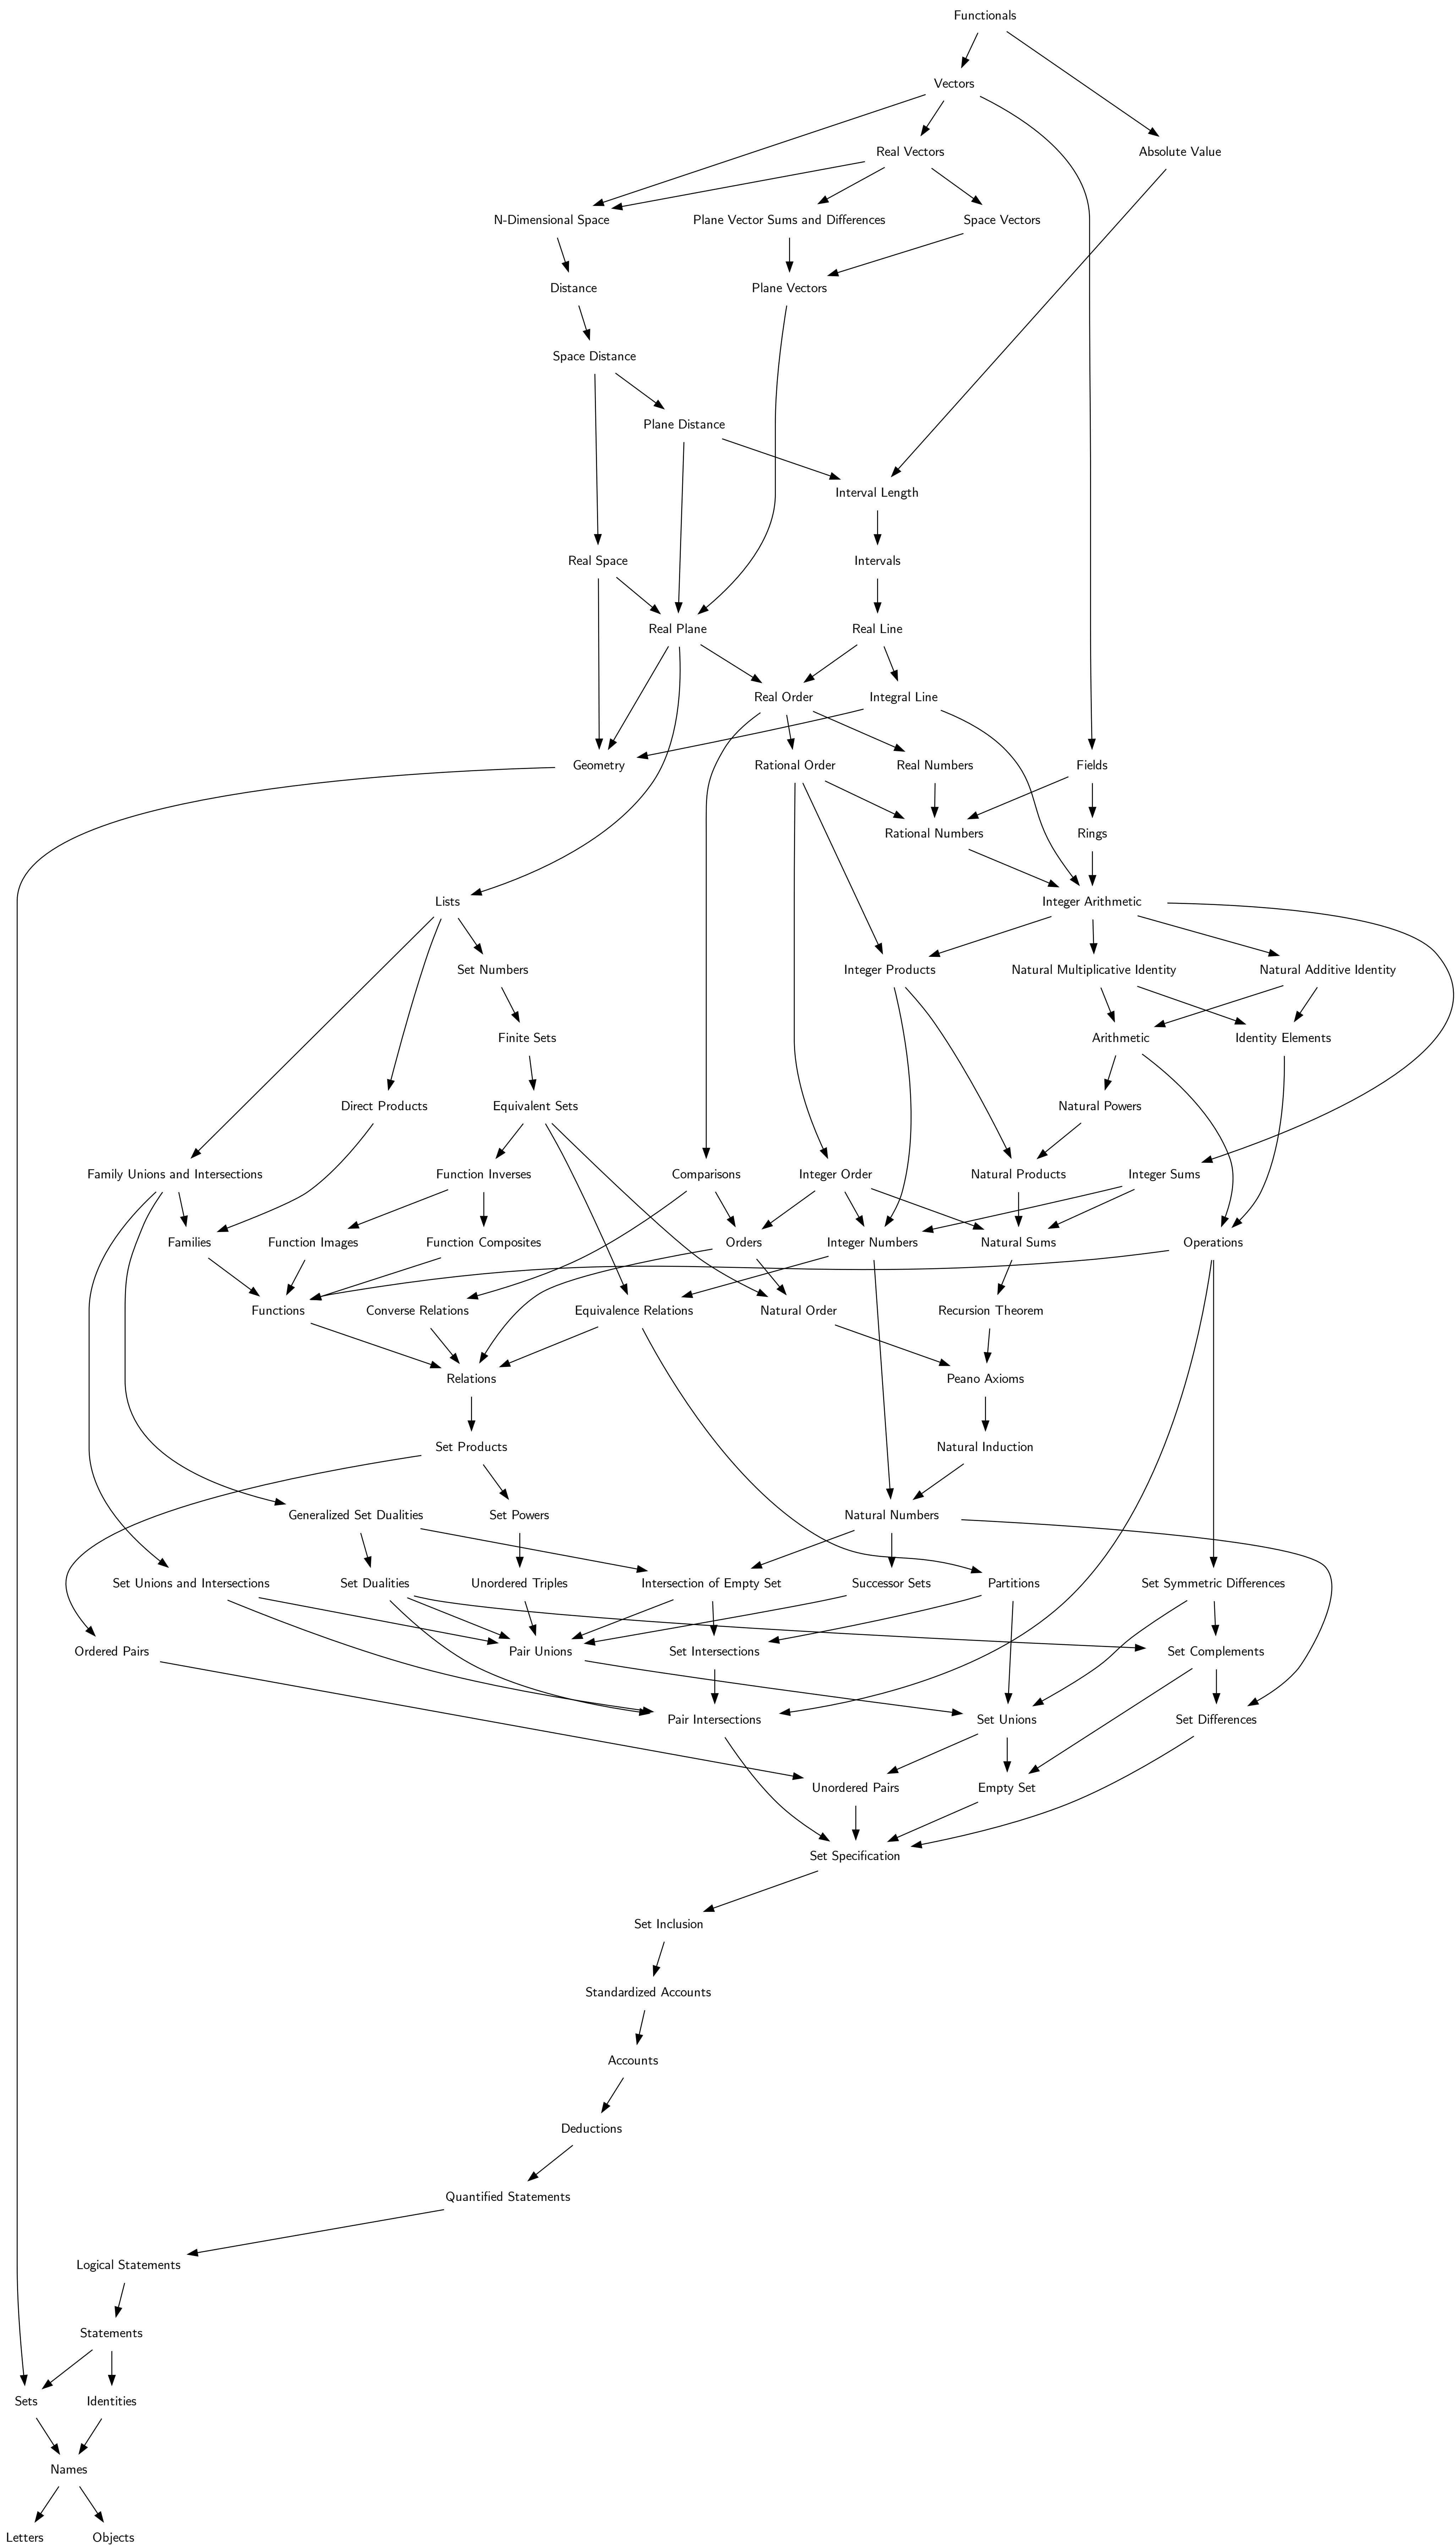 Functionals
Vectors
Real Vectors
Absolute Value
N-Dimensional Space
Plane Vector Sums and Differences
Space Vectors
Distance
Plane Vectors
Space Distance
Plane Distance
Interval Length
Real Space
Intervals
Real Plane
Real Line
Real Order
Integral Line
Geometry
Rational Order
Real Numbers
Fields
Rational Numbers
Rings
Lists
Integer Arithmetic
Set Numbers
Integer Products
Natural Multiplicative Identity
Natural Additive Identity
Finite Sets
Arithmetic
Identity Elements
Direct Products
Equivalent Sets
Natural Powers
Family Unions and Intersections
Function Inverses
Comparisons
Integer Order
Natural Products
Integer Sums
Families
Function Images
Function Composites
Orders
Integer Numbers
Natural Sums
Operations
Functions
Converse Relations
Equivalence Relations
Natural Order
Recursion Theorem
Relations
Peano Axioms
Set Products
Natural Induction
Generalized Set Dualities
Set Powers
Natural Numbers
Set Unions and Intersections
Set Dualities
Unordered Triples
Intersection of Empty Set
Successor Sets
Partitions
Set Symmetric Differences
Ordered Pairs
Pair Unions
Set Intersections
Set Complements
Pair Intersections
Set Unions
Set Differences
Unordered Pairs
Empty Set
Set Specification
Set Inclusion
Standardized Accounts
Accounts
Deductions
Quantified Statements
Logical Statements
Statements
Sets
Identities
Names
Letters
Objects